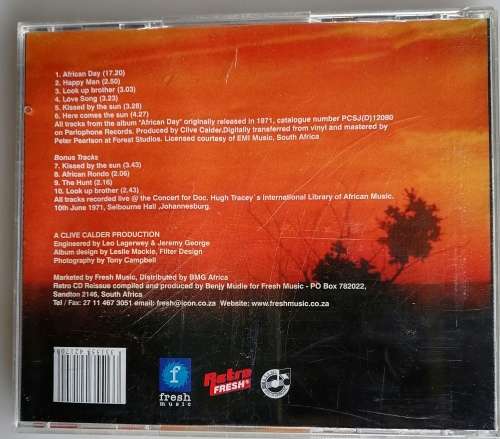 1. African Day (17.20)
2. Happy Man (2.50)
3. Look up brother (3.03)
4. Love Song (3.23)
5. Kissed by the sun (3.26)
6. Here comes the sun (4.27)
All tracks from the album "African Day" originally released in 1971, catalogue number PCSJ(D)12080
on Parlophone Records. Produced by Clive Calder.Digitally transferred from vinyl and mastered by
Peter Pearlson at Forest Studios. Licensed courtesy of EMI Music, South Africa
Bonus Tracks
7. Kissed by the sun (3.42)
8. African Rondo (2.06)
9. The Hunt (2.16)
10. Look up brother (2.43)
All tracks recorded live @ the Concert for Doc. Hugh Tracey's International Library of African Music.
10th June 1971, Selbourne Hall ,Johannesburg.
A CLIVE CALDER PRODUCTION
Engineered by Leo Lagerwey & Jeremy George
Album design by Leslie Mackie, Filter Design
Photography by Tony Campbell
Marketed by Fresh Music, Distributed by BMG Africa
Retro CD Reissue compiled and produced by Benjy Mudie for Fresh Music - PO Box 782022,
Sandton 2146, South Africa
Tel / Fax: 27 11 467 3051 email: fresh@icon.co.za Website: www.freshmusic.co.za
f
fresh
music
Retro
FRESH